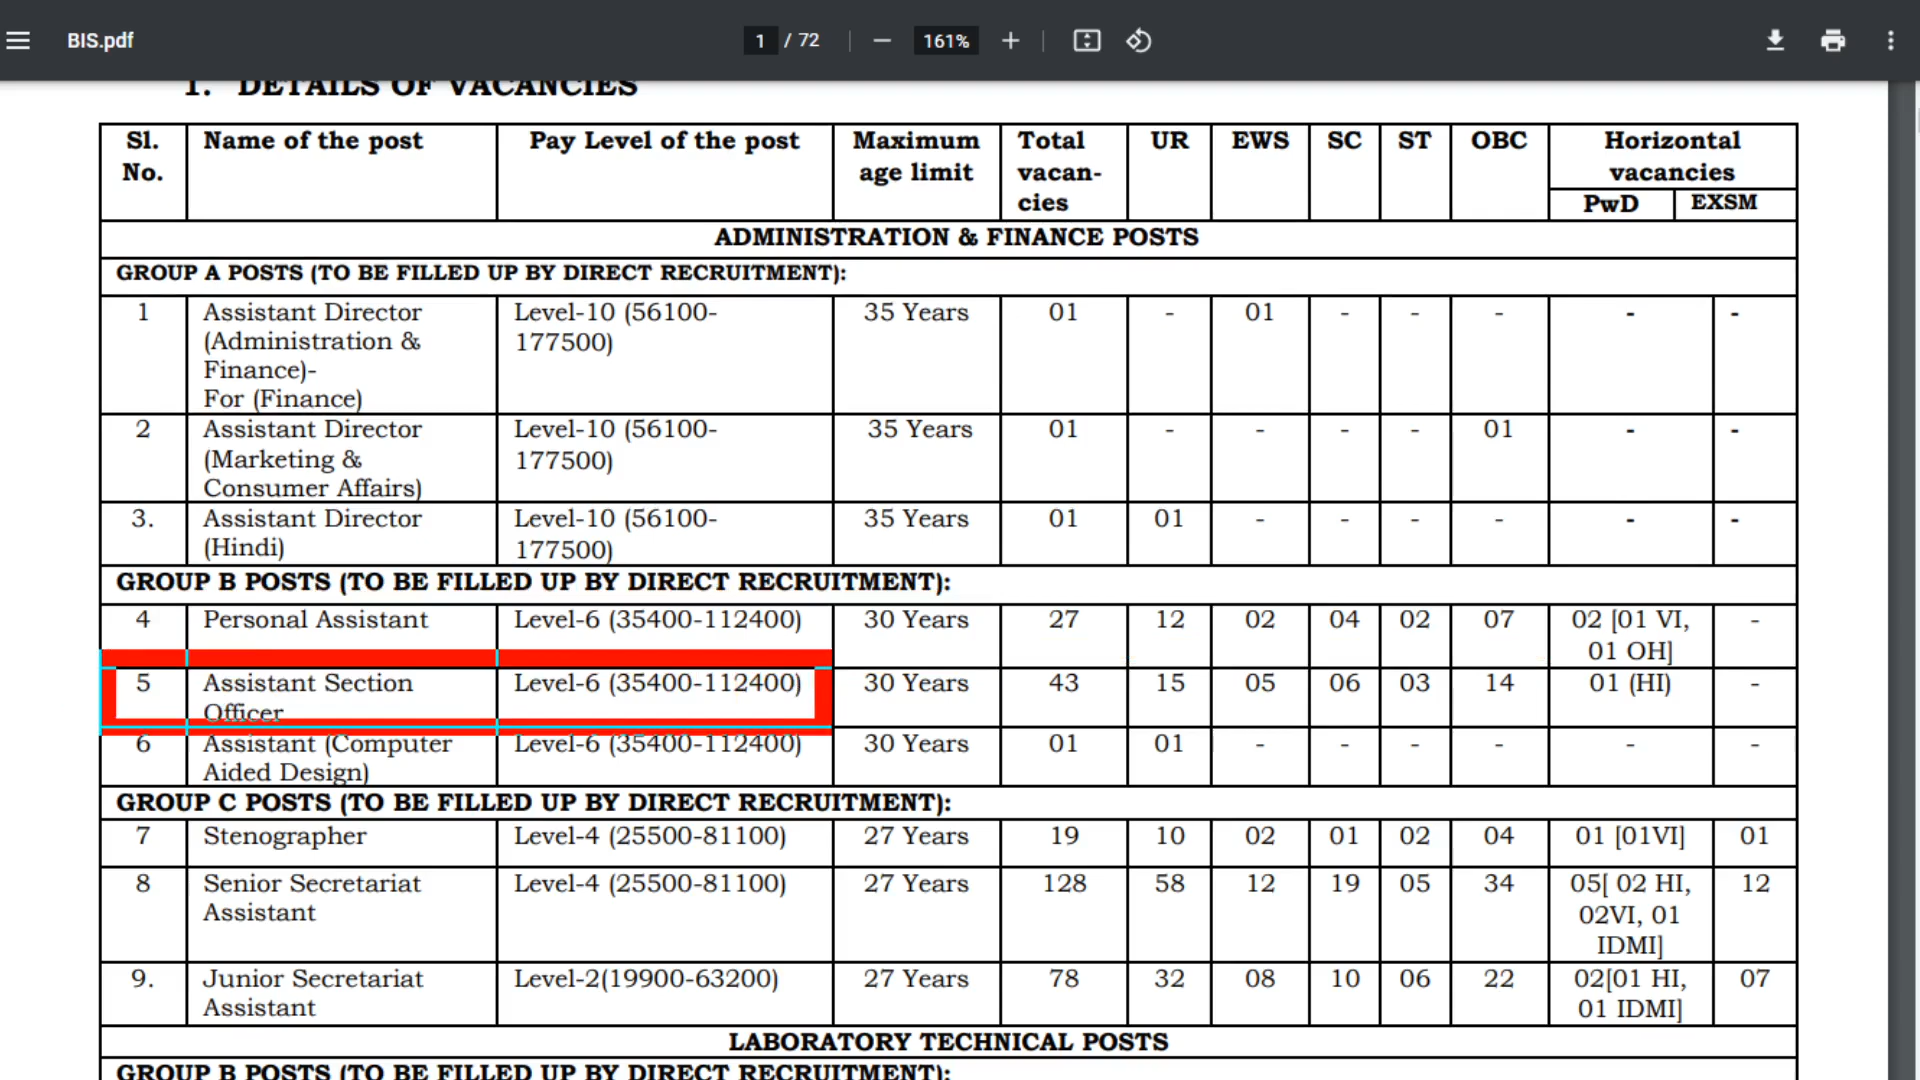 BIS.pdf
1 / 72
161%
1. DETAILS OF VACANCIES
Sl. No. Name of the post Pay Level of the post Maximum age limit Total vacan-cies UR EWS SC ST OBC Horizontal vacancies
PwD EXSM
ADMINISTRATION & FINANCE POSTS
GROUP A POSTS (TO BE FILLED UP BY DIRECT RECRUITMENT):
1 Assistant Director Level-10 (56100- 35 Years 01 - 01 - - - - -
(Administration & 177500)
Finance)-
For (Finance)
2 Assistant Director Level-10 (56100- 35 Years 01 - - - - 01 - -
(Marketing & 177500)
Consumer Affairs)
3. Assistant Director Level-10 (56100- 35 Years 01 01 - - - - - -
(Hindi) 177500)
GROUP B POSTS (TO BE FILLED UP BY DIRECT RECRUITMENT):
4 Personal Assistant Level-6 (35400-112400) 30 Years 27 12 02 04 02 07 02 [01 VI, -
01 OH]
5 Assistant Section Level-6 (35400-112400) 30 Years 43 15 05 06 03 14 01 (HI) -
Officer
6 Assistant (Computer Level-6 (35400-112400) 30 Years 01 01 - - - - - -
Aided Design)
GROUP C POSTS (TO BE FILLED UP BY DIRECT RECRUITMENT):
7 Stenographer Level-4 (25500-81100) 27 Years 19 10 02 01 02 04 01 [01VI] 01
8 Senior Secretariat Level-4 (25500-81100) 27 Years 128 58 12 19 05 34 05[ 02 HI, 12
Assistant 02VI, 01
IDMI]
9. Junior Secretariat Level-2(19900-63200) 27 Years 78 32 08 10 06 22 02[01 HI, 07
Assistant 01 IDMI]
LABORATORY TECHNICAL POSTS
GROUP B POSTS (TO BE FILLED UP BY DIRECT RECRUITMENT):